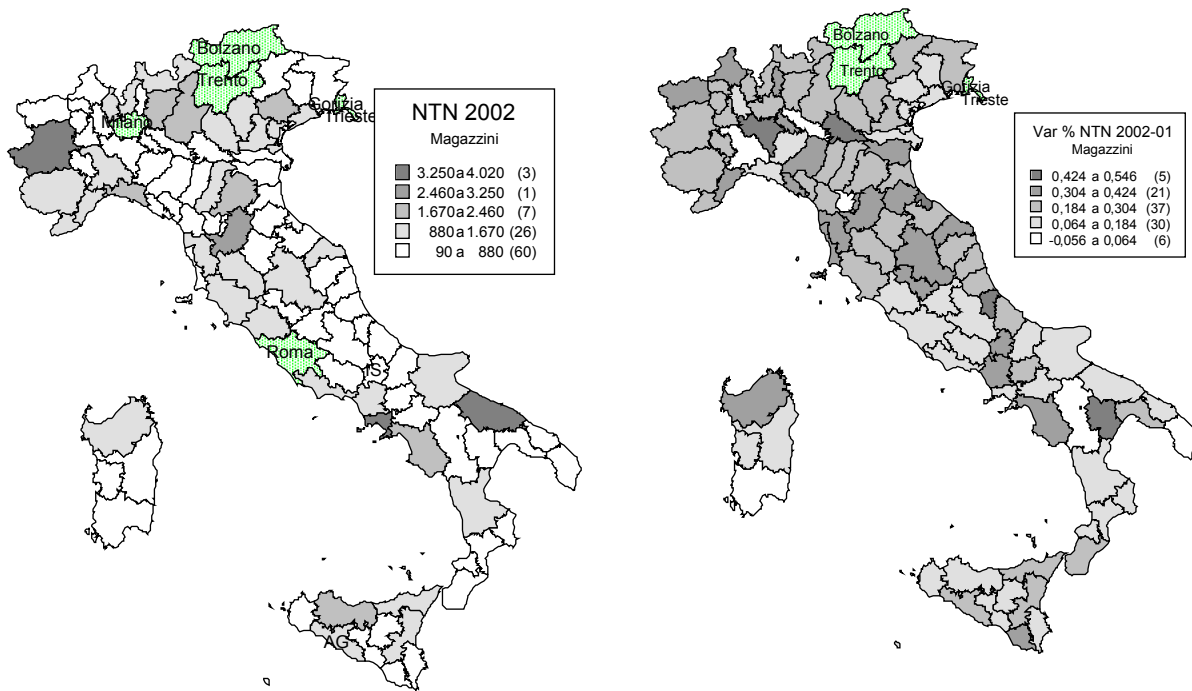 Bolzano
Trento
Gorizia
Trieste
Milano
NTN 2002
Magazzini
3.250 a 4.020 (3)
2.460 a 3.250 (1)
1.670 a 2.460 (7)
880 a 1.670 (26)
90 a 880 (60)
Roma
IS
AG
Bolzano
Trento
Gorizia
Trieste
Var % NTN 2002-01
Magazzini
0,424 a 0,546 (5)
0,304 a 0,424 (21)
0,184 a 0,304 (37)
0,064 a 0,184 (30)
-0,056 a 0,064 (6)